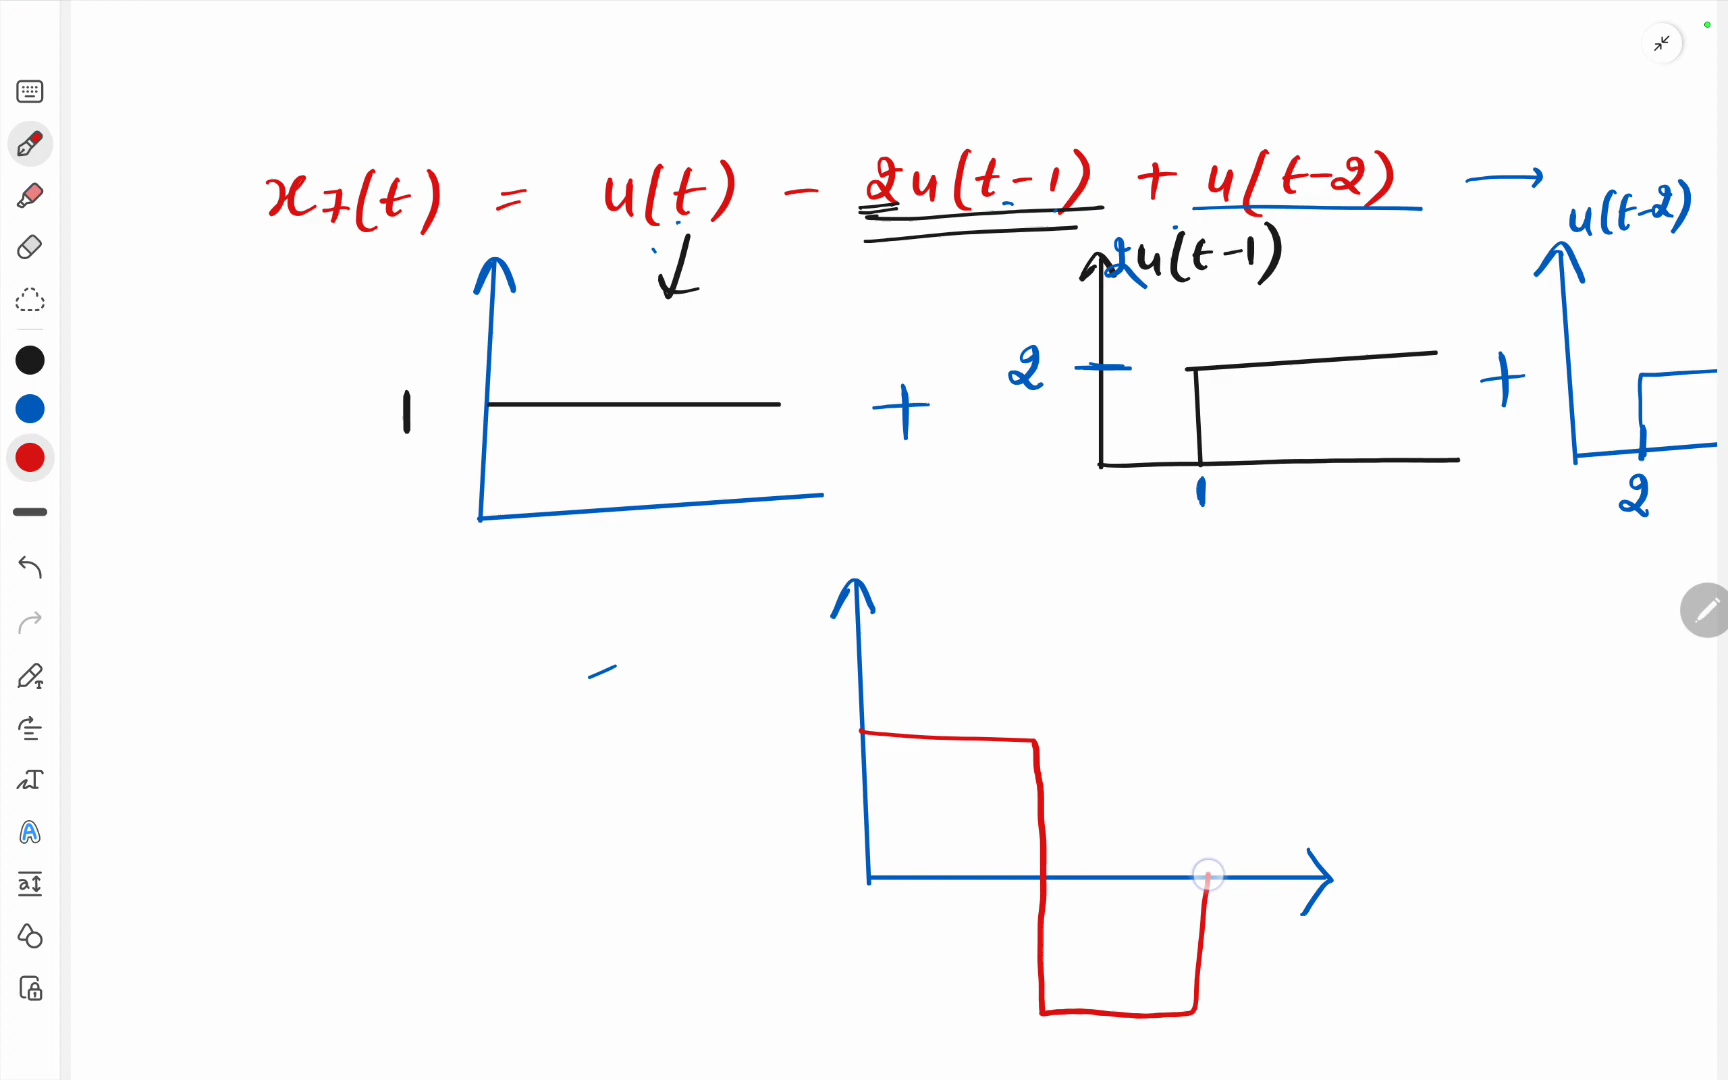 x₇(t) = u(t) - 2u(t-1) + u(t-2) →
u(t-2)
2u(t-1)
1 + 2 +
1 2